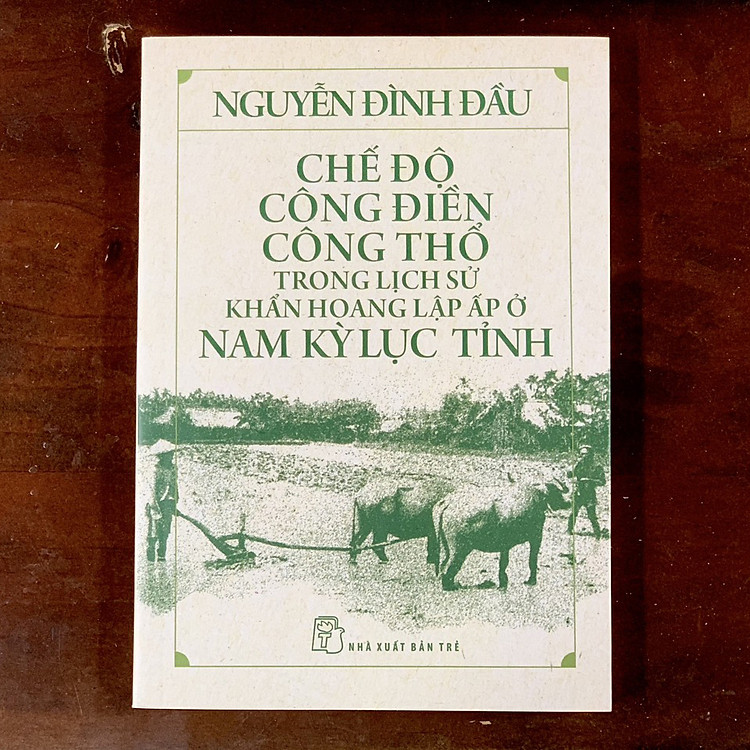 NGUYỄN ĐÌNH ĐẦU
CHẾ ĐỘ
CÔNG ĐIỀN
CÔNG THỔ
TRONG LỊCH SỬ
KHẨN HOANG LẬP ẤP Ở
NAM KỲ LỤC TỈNH
NHÀ XUẤT BẢN TRẺ